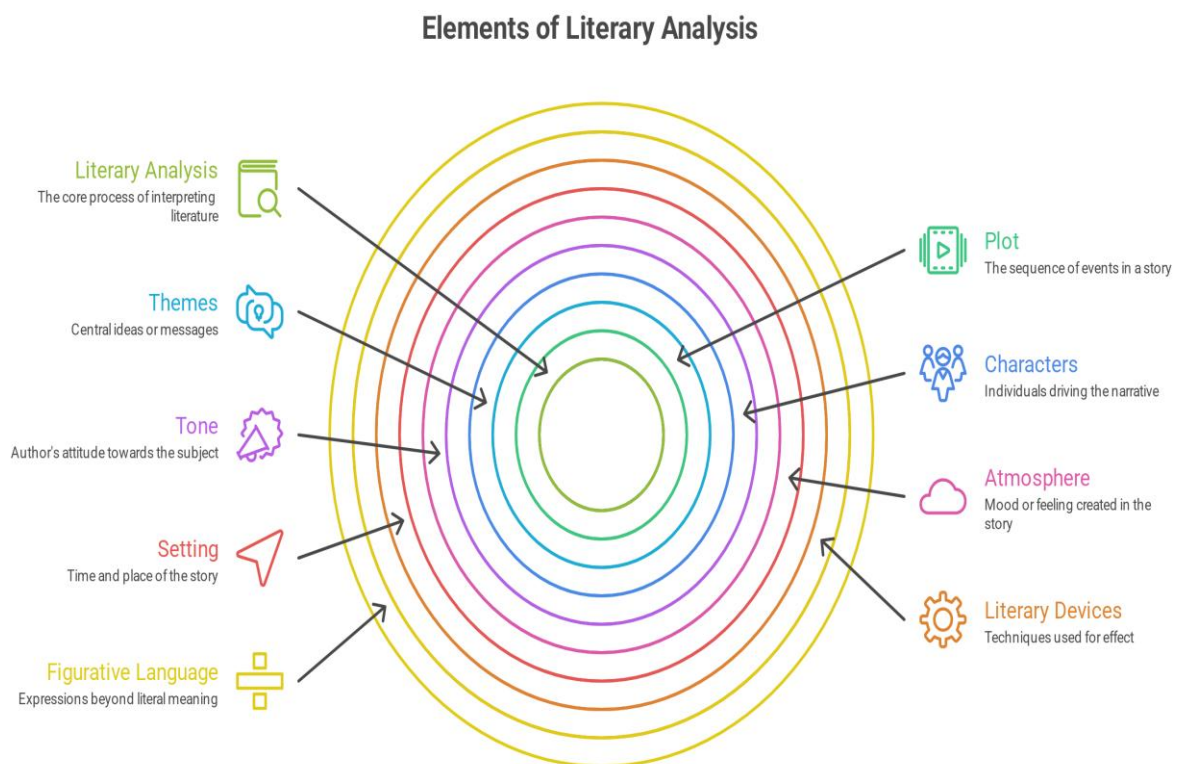 Elements of Literary Analysis
Literary Analysis
The core process of interpreting
literature
Themes
Central ideas or messages
Tone
Author's attitude towards the subject
Setting
Time and place of the story
Figurative Language
Expressions beyond literal meaning
Plot
The sequence of events in a story
Characters
Individuals driving the narrative
Atmosphere
Mood or feeling created in the
story
Literary Devices
Techniques used for effect